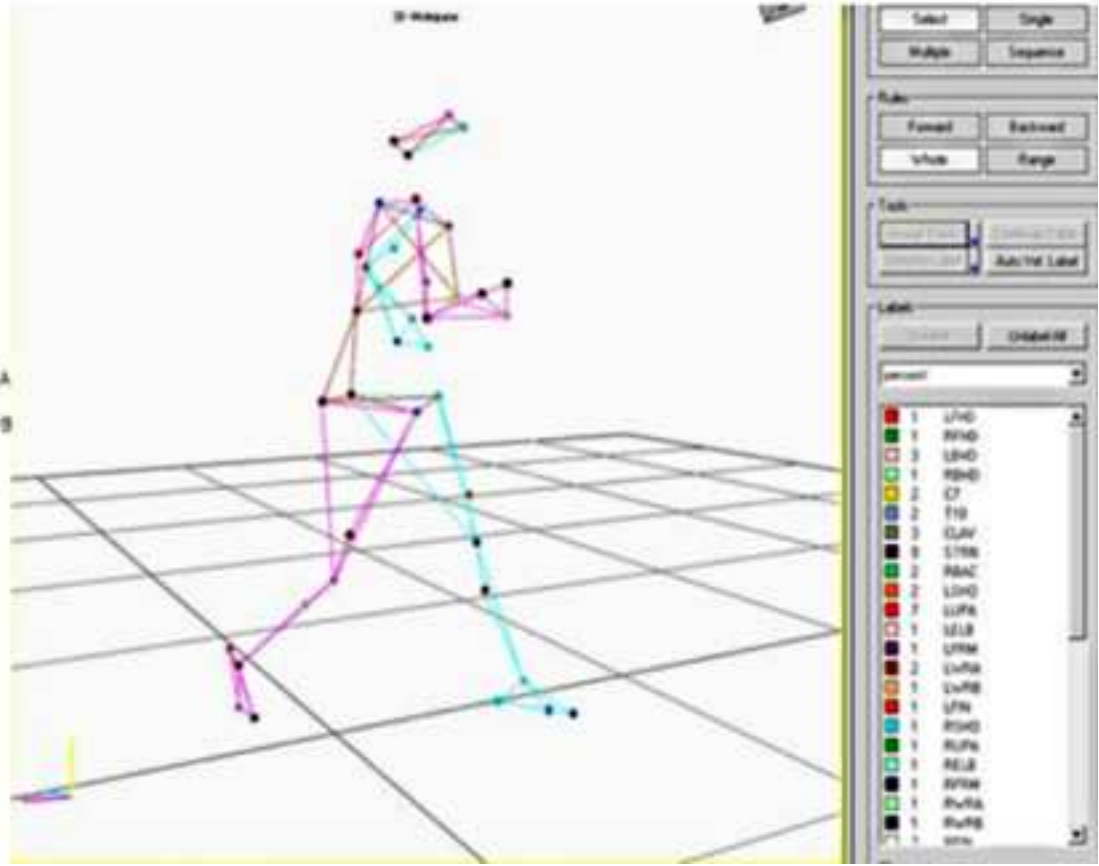 3D Workspace
Select Single
Multiple Sequence
Rules
Forward Backward
Whole Range
Tools
Auto Vel. Label
Labels
Unlabel All
A
B
1 LFHD
1 RFHD
3 LBHD
1 RBHD
2 C7
2 T10
3 CLAV
8 STRN
2 RBAC
2 LSHO
7 LUPA
1 LELB
1 LFRM
2 LWRA
1 LWRB
1 LFIN
1 RSHO
1 RUPA
1 RELB
1 RFRM
1 RWRA
1 RWRB